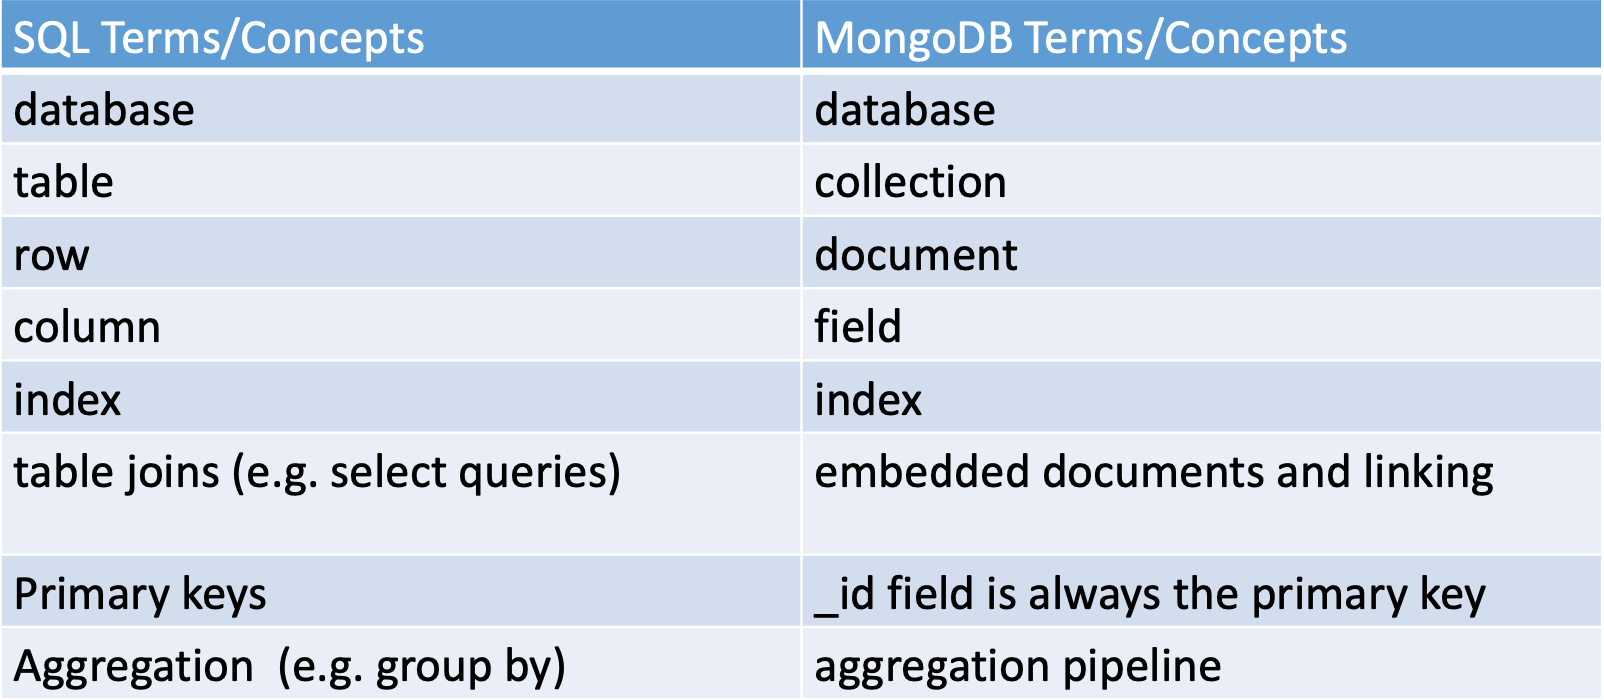 SQL Terms/Concepts MongoDB Terms/Concepts
database database
table collection
row document
column field
index index
table joins (e.g. select queries) embedded documents and linking
Primary keys _id field is always the primary key
Aggregation (e.g. group by) aggregation pipeline